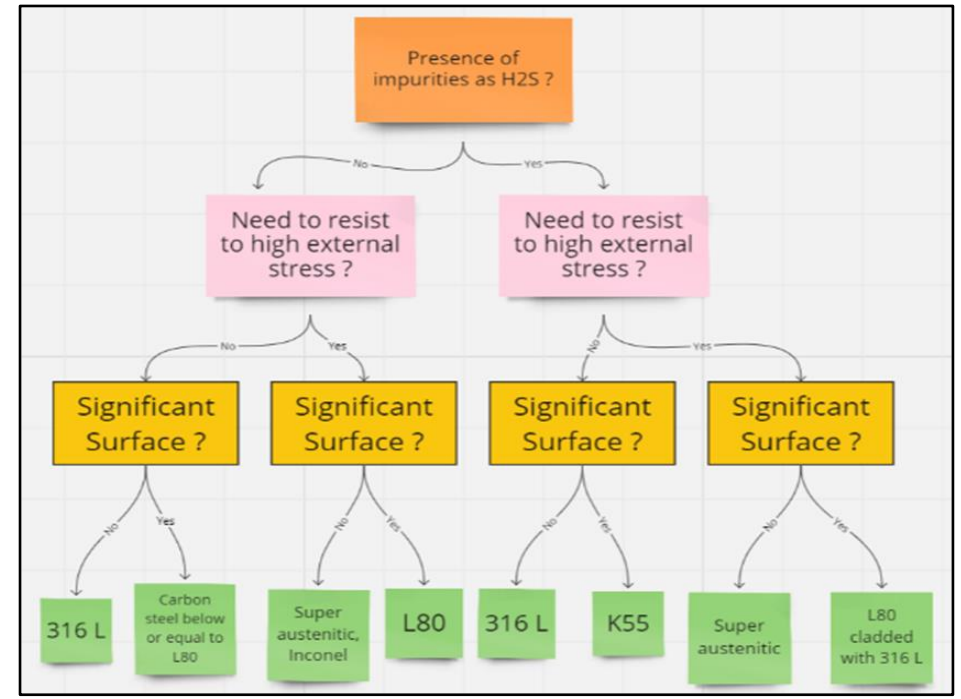 Presence of
impurities as H2S ?
No
Yes
Need to resist
to high external
stress ?
Need to resist
to high external
stress ?
No
Yes
No
Yes
Significant
Surface ?
Significant
Surface ?
Significant
Surface ?
Significant
Surface ?
No
Yes
No
Yes
No
Yes
No
Yes
316 L
Carbon
steel below
or equal to
L80
Super
austenitic,
Inconel
L80
316 L
K55
Super
austenitic
L80
cladded
with 316 L